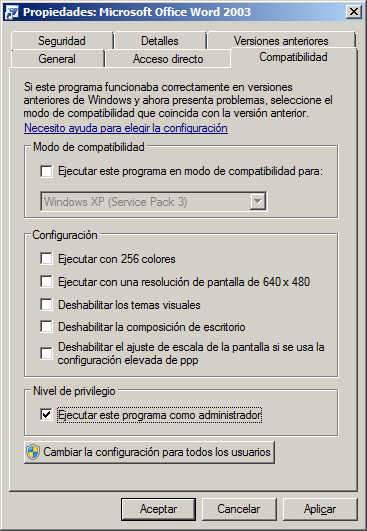 Propiedades: Microsoft Office Word 2003
Seguridad Detalles Versiones anteriores
General Acceso directo Compatibilidad
Si este programa funcionaba correctamente en versiones
anteriores de Windows y ahora presenta problemas, seleccione el
modo de compatibilidad que coincida con la versión anterior.
Necesito ayuda para elegir la configuración
Modo de compatibilidad
Ejecutar este programa en modo de compatibilidad para:
Windows XP (Service Pack 3)
Configuración
Ejecutar con 256 colores
Ejecutar con una resolución de pantalla de 640 x 480
Deshabilitar los temas visuales
Deshabilitar la composición de escritorio
Deshabilitar el ajuste de escala de la pantalla si se usa la
configuración elevada de ppp
Nivel de privilegio
Ejecutar este programa como administrador
Cambiar la configuración para todos los usuarios
Aceptar Cancelar Aplicar